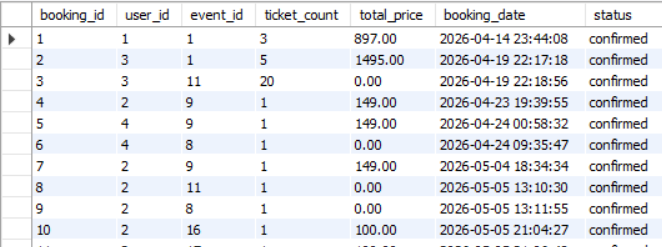 booking_id user_id event_id ticket_count total_price booking_date status
1 1 1 3 897.00 2026-04-14 23:44:08 confirmed
2 3 1 5 1495.00 2026-04-19 22:17:18 confirmed
3 3 11 20 0.00 2026-04-19 22:18:56 confirmed
4 2 9 1 149.00 2026-04-23 19:39:55 confirmed
5 4 9 1 149.00 2026-04-24 00:58:32 confirmed
6 4 8 1 0.00 2026-04-24 09:35:47 confirmed
7 2 9 1 149.00 2026-05-04 18:34:34 confirmed
8 2 11 1 0.00 2026-05-05 13:10:30 confirmed
9 2 8 1 0.00 2026-05-05 13:11:55 confirmed
10 2 16 1 100.00 2026-05-05 21:04:27 confirmed